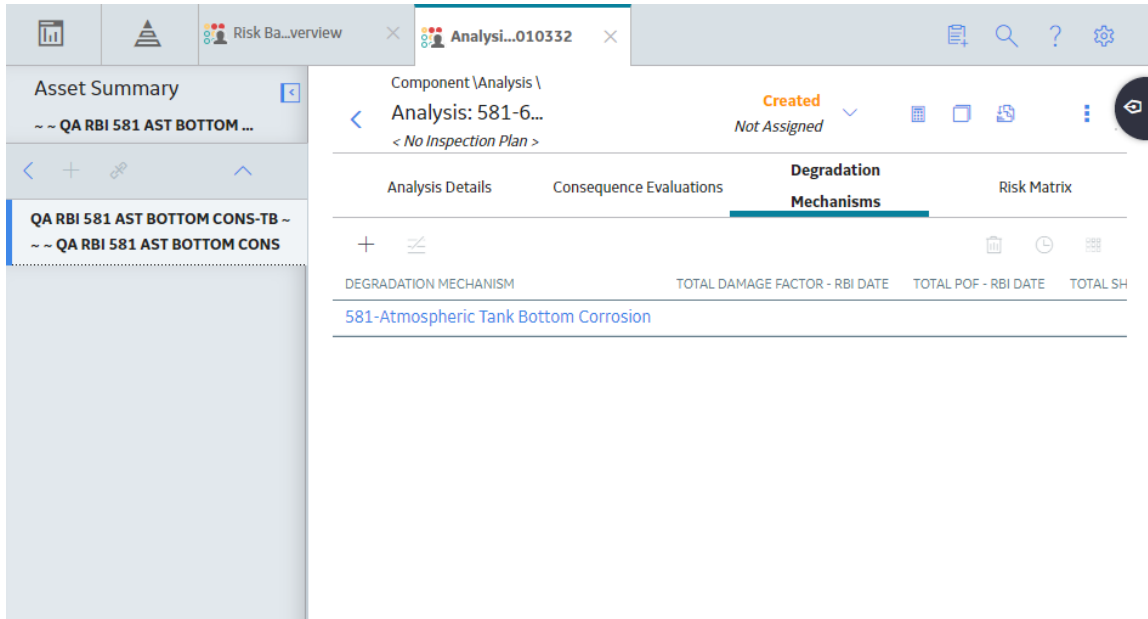 Risk Ba...verview
Analysi...010332
Asset Summary
~ ~ QA RBI 581 AST BOTTOM ...
QA RBI 581 AST BOTTOM CONS-TB ~
~ ~ QA RBI 581 AST BOTTOM CONS
Component \Analysis \
Analysis: 581-6...
< No Inspection Plan >
Created
Not Assigned
Analysis Details
Consequence Evaluations
Degradation
Mechanisms
Risk Matrix
DEGRADATION MECHANISM
TOTAL DAMAGE FACTOR - RBI DATE
TOTAL POF - RBI DATE
TOTAL SH
581-Atmospheric Tank Bottom Corrosion